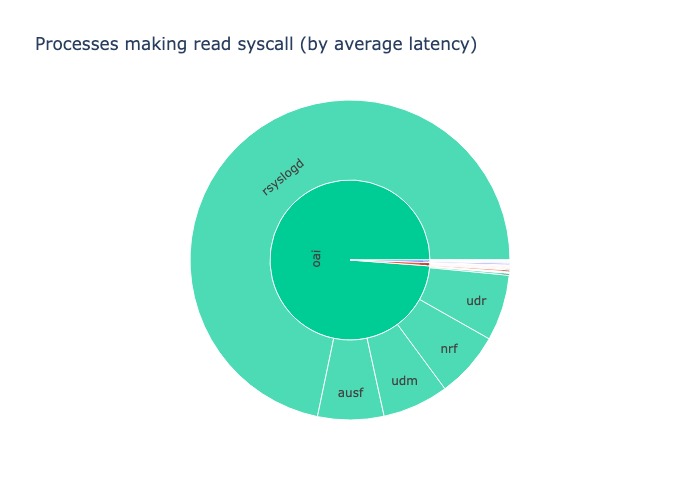 Processes making read syscall (by average latency)
rsyslogd
oai
udr
nrf
udm
ausf